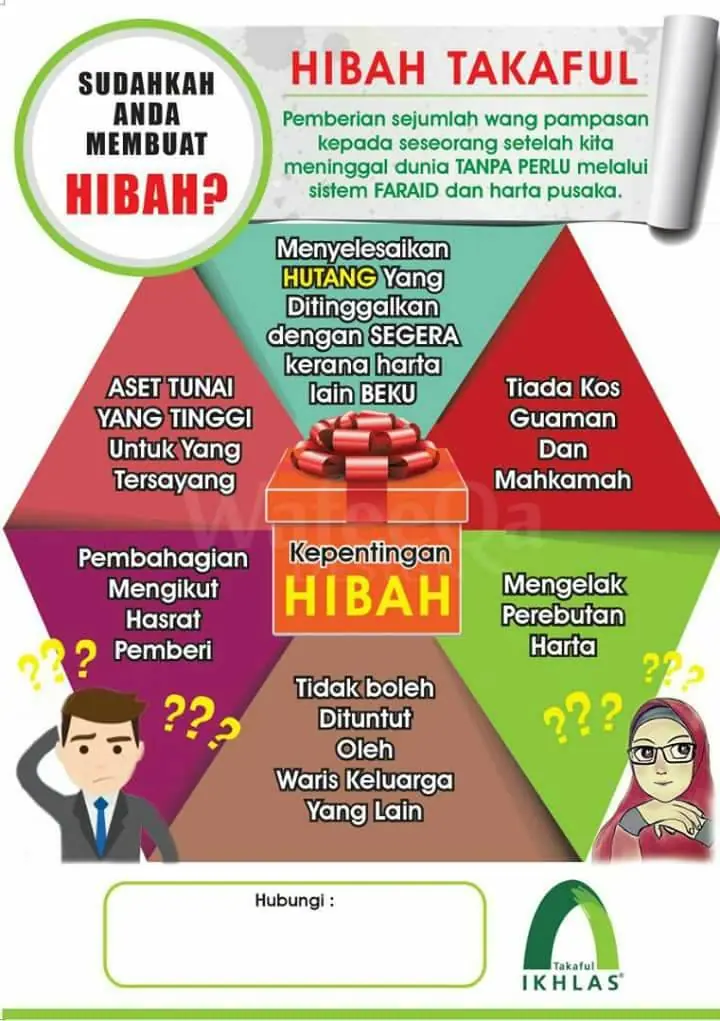 SUDAHKAH
ANDA
MEMBUAT
HIBAH?
HIBAH TAKAFUL
Pemberian sejumlah wang pampasan
kepada seseorang setelah kita
meninggal dunia TANPA PERLU melalui
sistem FARAID dan harta pusaka.
Menyelesaikan
HUTANG Yang
Ditinggalkan
dengan SEGERA
kerana harta
lain BEKU
ASET TUNAI
YANG TINGGI
Untuk Yang
Tersayang
Tiada Kos
Guaman
Dan
Mahkamah
Kepentingan
HIBAH
Pembahagian
Mengikut
Hasrat
Pemberi
Mengelak
Perebutan
Harta
Tidak boleh
Dituntut
Oleh
Waris Keluarga
Yang Lain
???
???
???
???
Hubungi :
Takaful
IKHLAS®